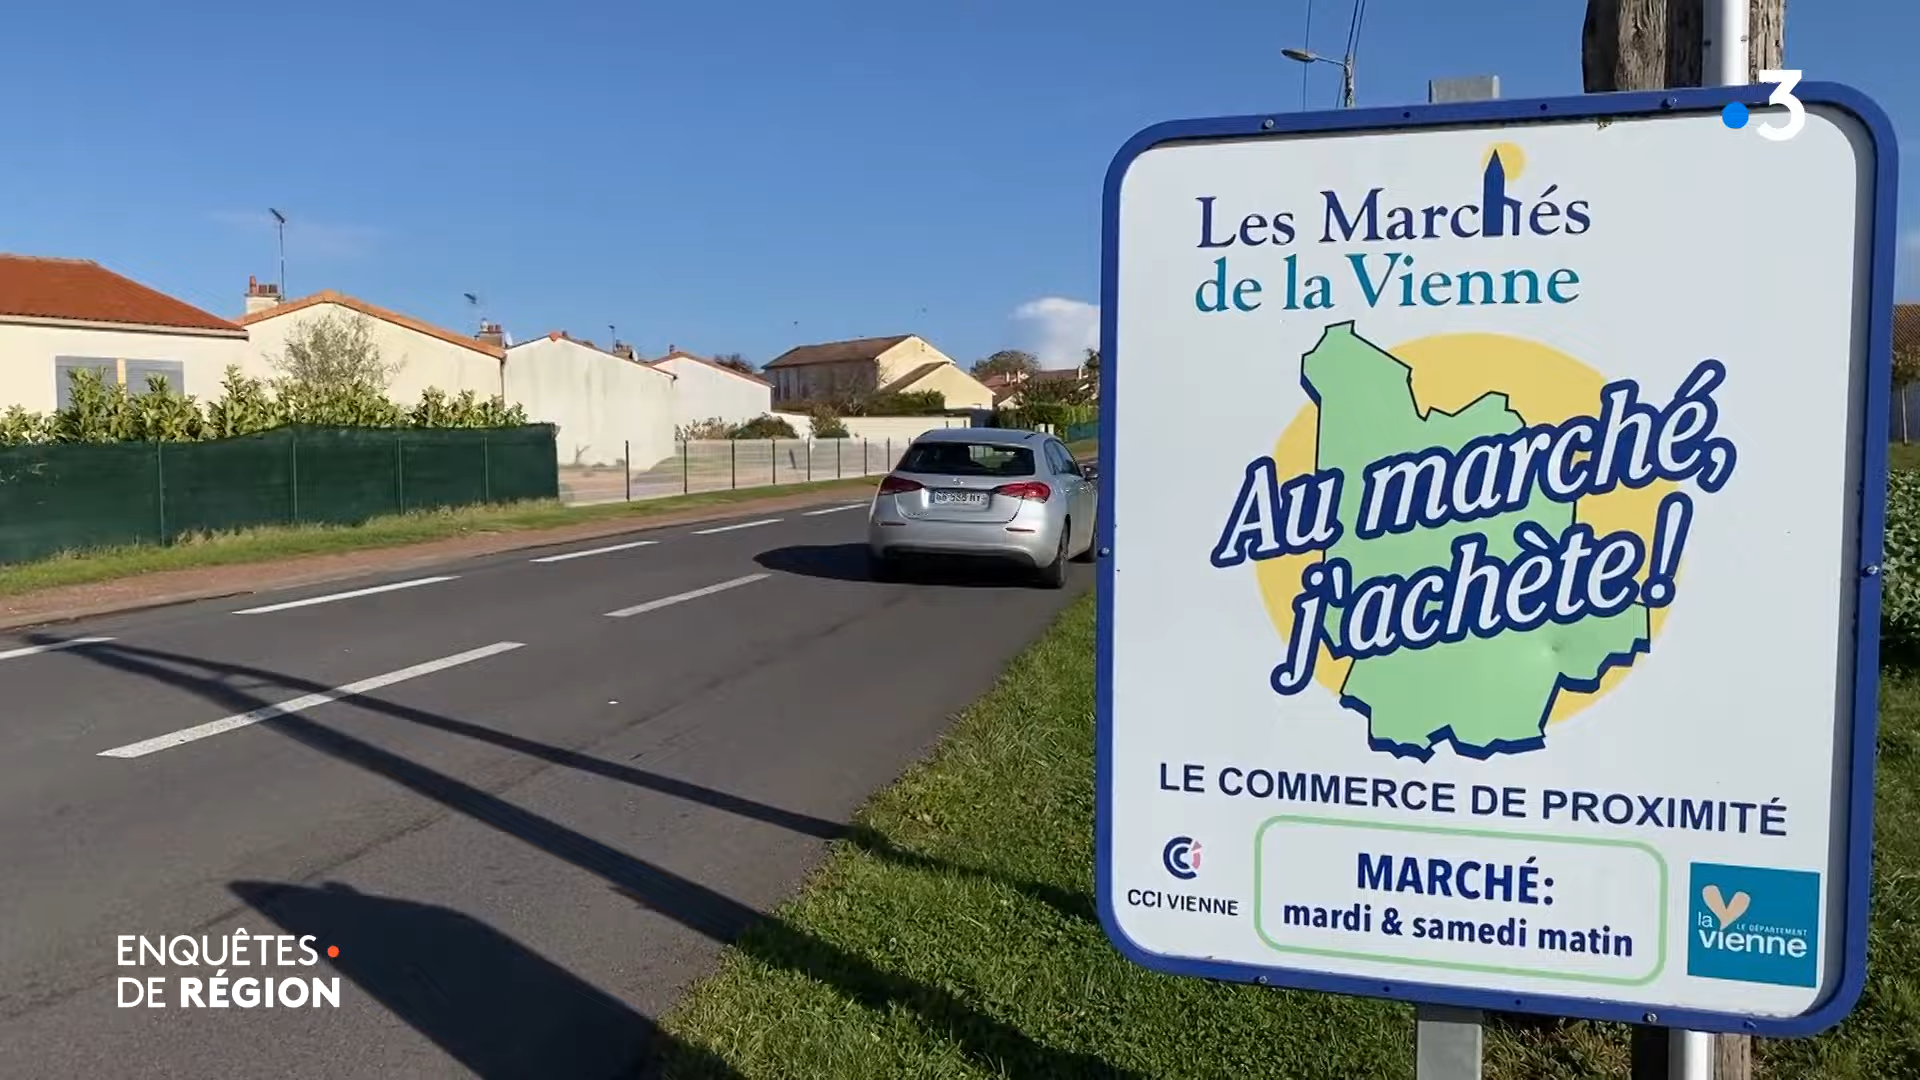 3
Les Marchés
de la Vienne
Au marché,
j'achète!
LE COMMERCE DE PROXIMITÉ
CCI VIENNE
MARCHÉ:
mardi & samedi matin
la
LE DÉPARTEMENT
vienne
ENQUÊTES
DE RÉGION